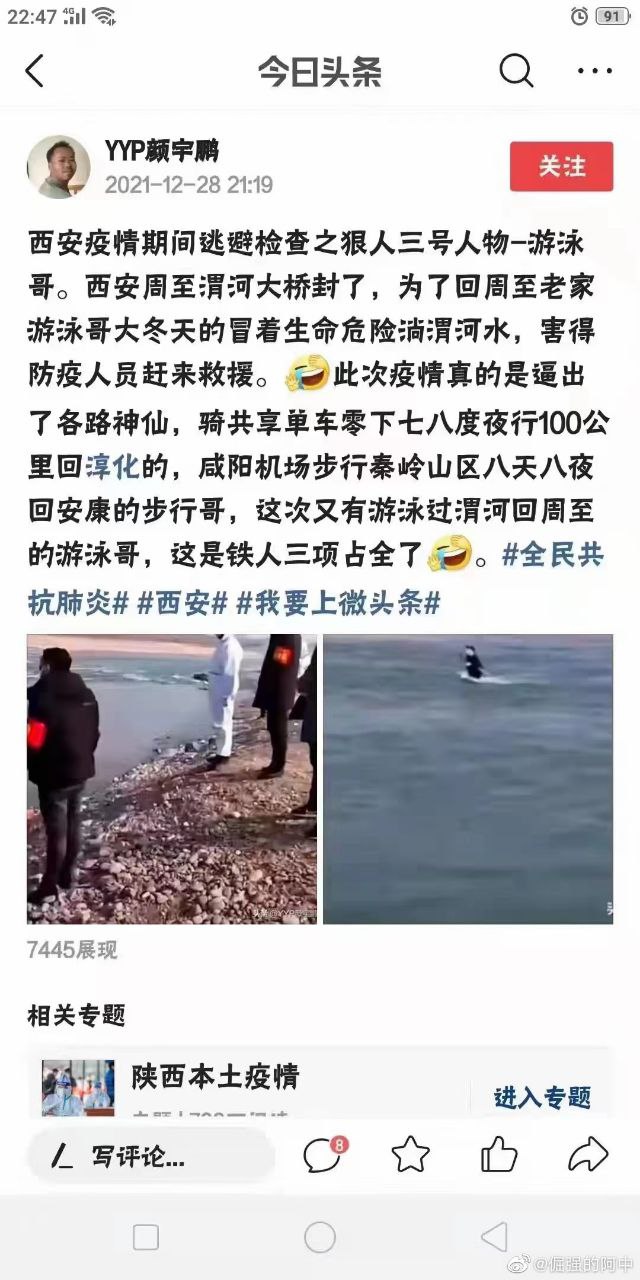 22:47 4G 91
今日头条
YYP颜宇鹏
2021-12-28 21:19
关注
西安疫情期间逃避检查之狠人三号人物-游泳
哥。西安周至渭河大桥封了，为了回周至老家
游泳哥大冬天的冒着生命危险淌渭河水，害得
防疫人员赶来救援。🤣此次疫情真的是逼出
了各路神仙，骑共享单车零下七八度夜行100公
里回淳化的，咸阳机场步行秦岭山区八天八夜
回安康的步行哥，这次又有游泳过渭河回周至
的游泳哥，这是铁人三项占全了🤣。#全民共
抗肺炎# #西安# #我要上微头条#
头条@YYP颜宇鹏
7445展现
相关专题
陕西本土疫情
进入专题
写评论...
8
@倔强的阿中